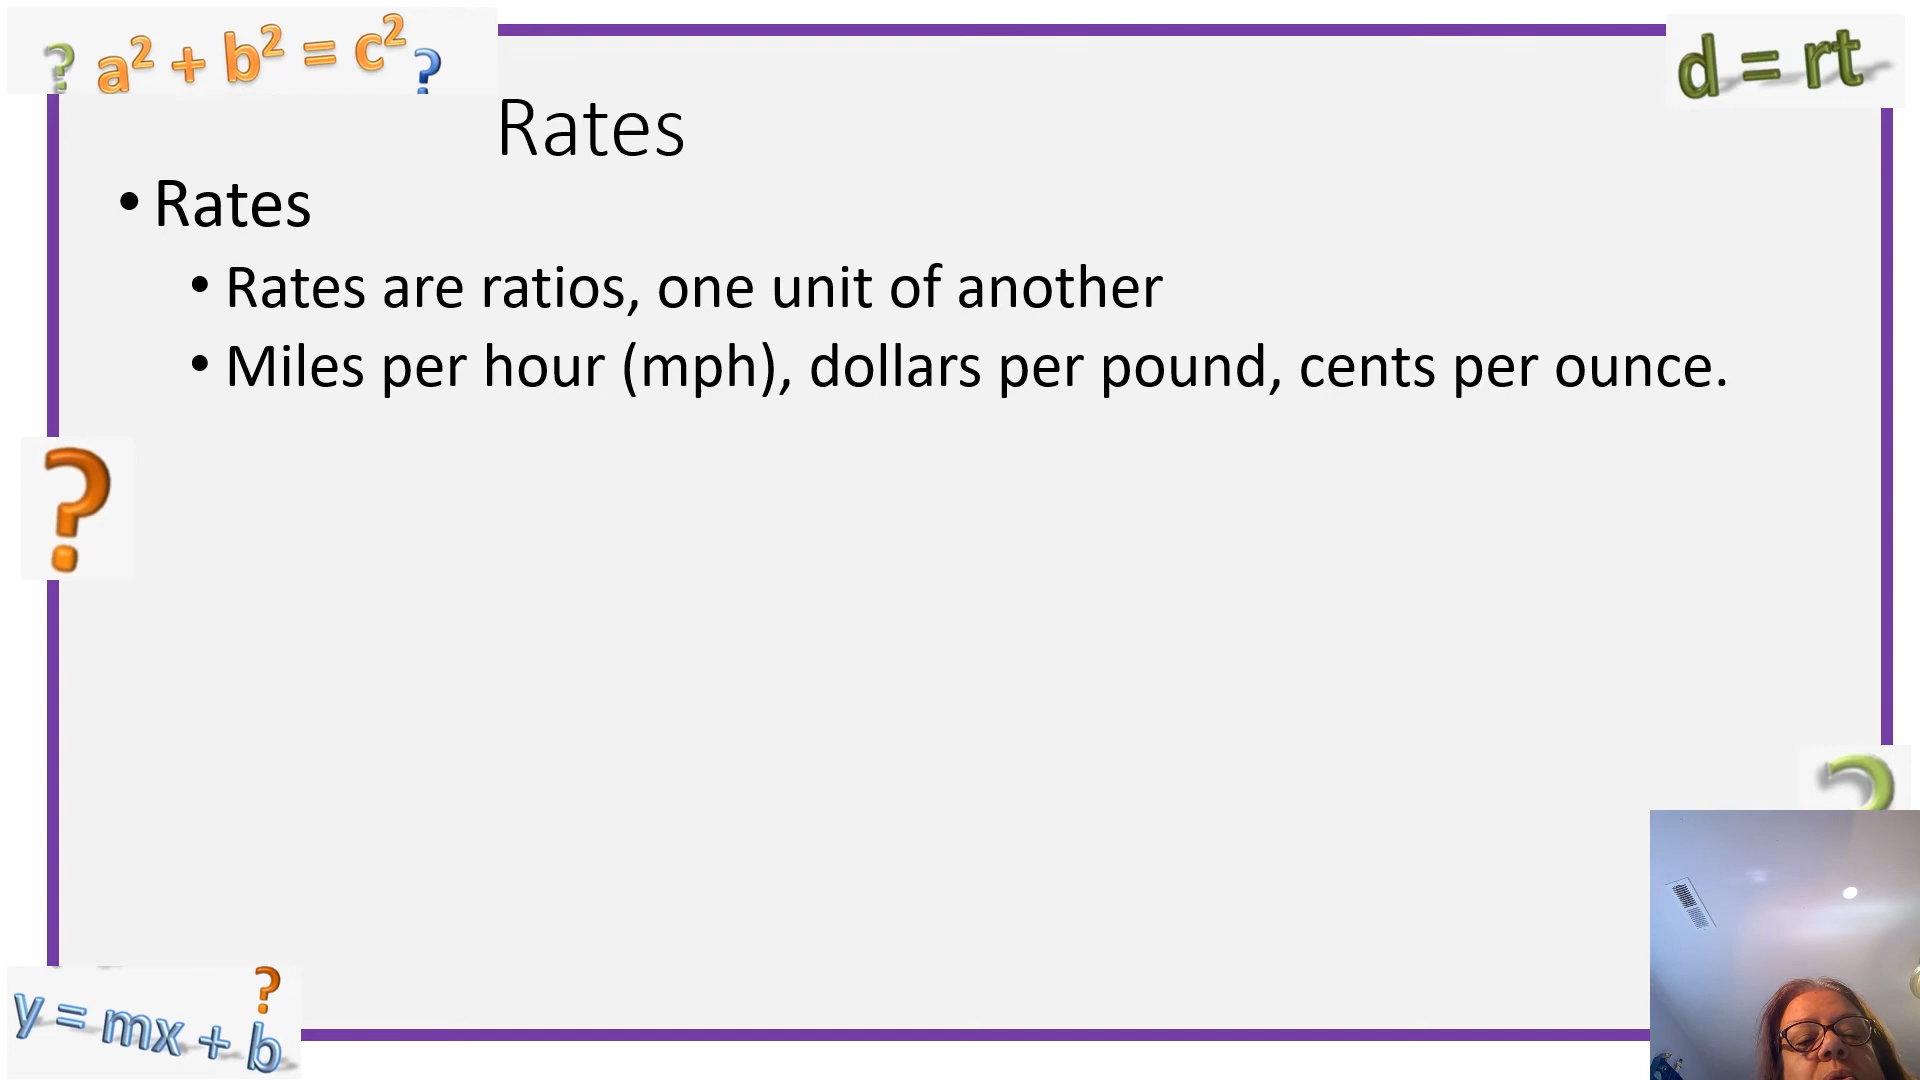 ? a² + b² = c² ?
d = rt
Rates
• Rates
• Rates are ratios, one unit of another
• Miles per hour (mph), dollars per pound, cents per ounce.
?
?
?
y = mx + b